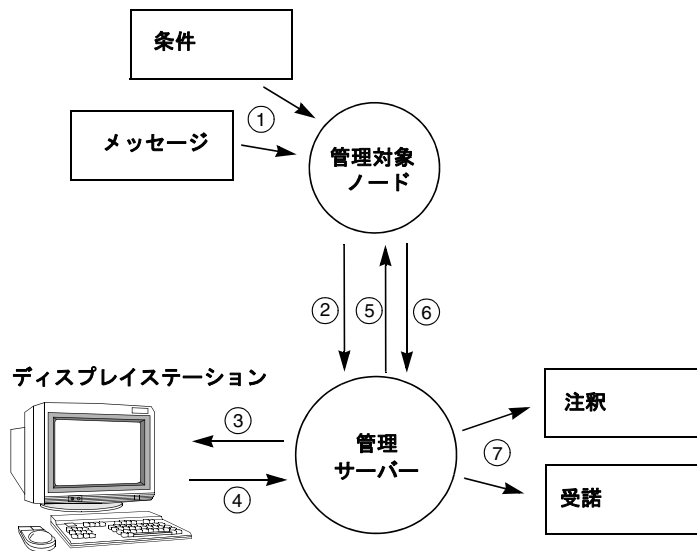 条件
メッセージ
①
管理対象
ノード
②
⑤
⑥
ディスプレイステーション
③
④
管理
サーバー
⑦
注釈
受諾